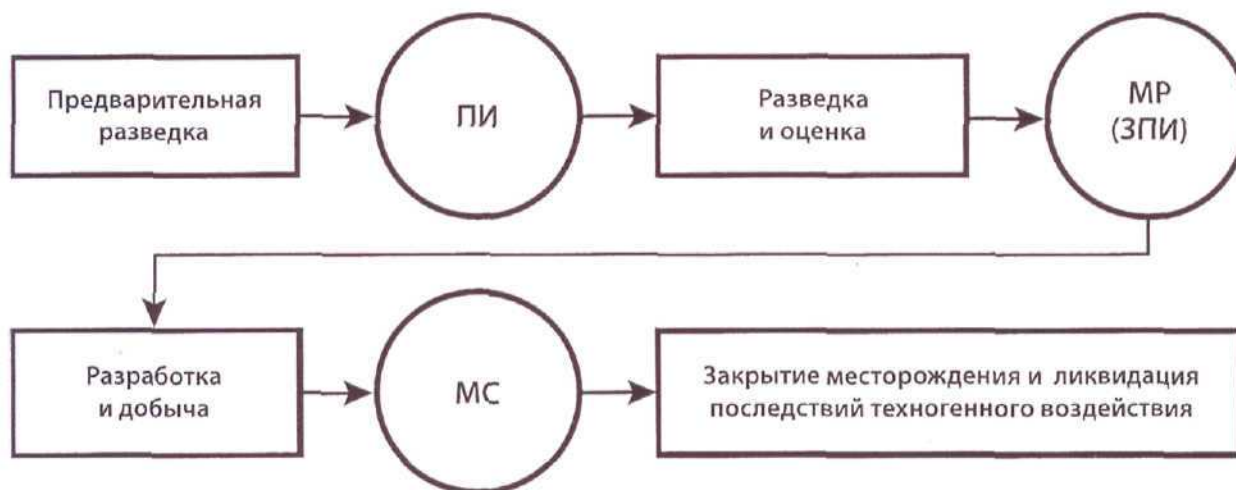 Предварительная
разведка
ПИ
Разведка
и оценка
МР
(ЗПИ)
Разработка
и добыча
МС
Закрытие месторождения и ликвидация
последствий техногенного воздействия